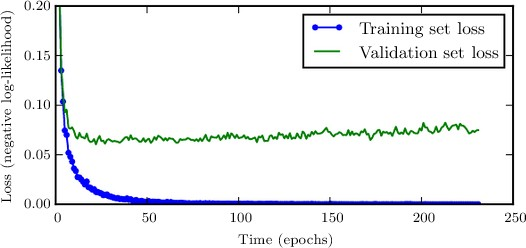 0.20
0.15
0.10
0.05
0.00
Loss (negative log-likelihood)
Training set loss
Validation set loss
0 50 100 150 200 250
Time (epochs)